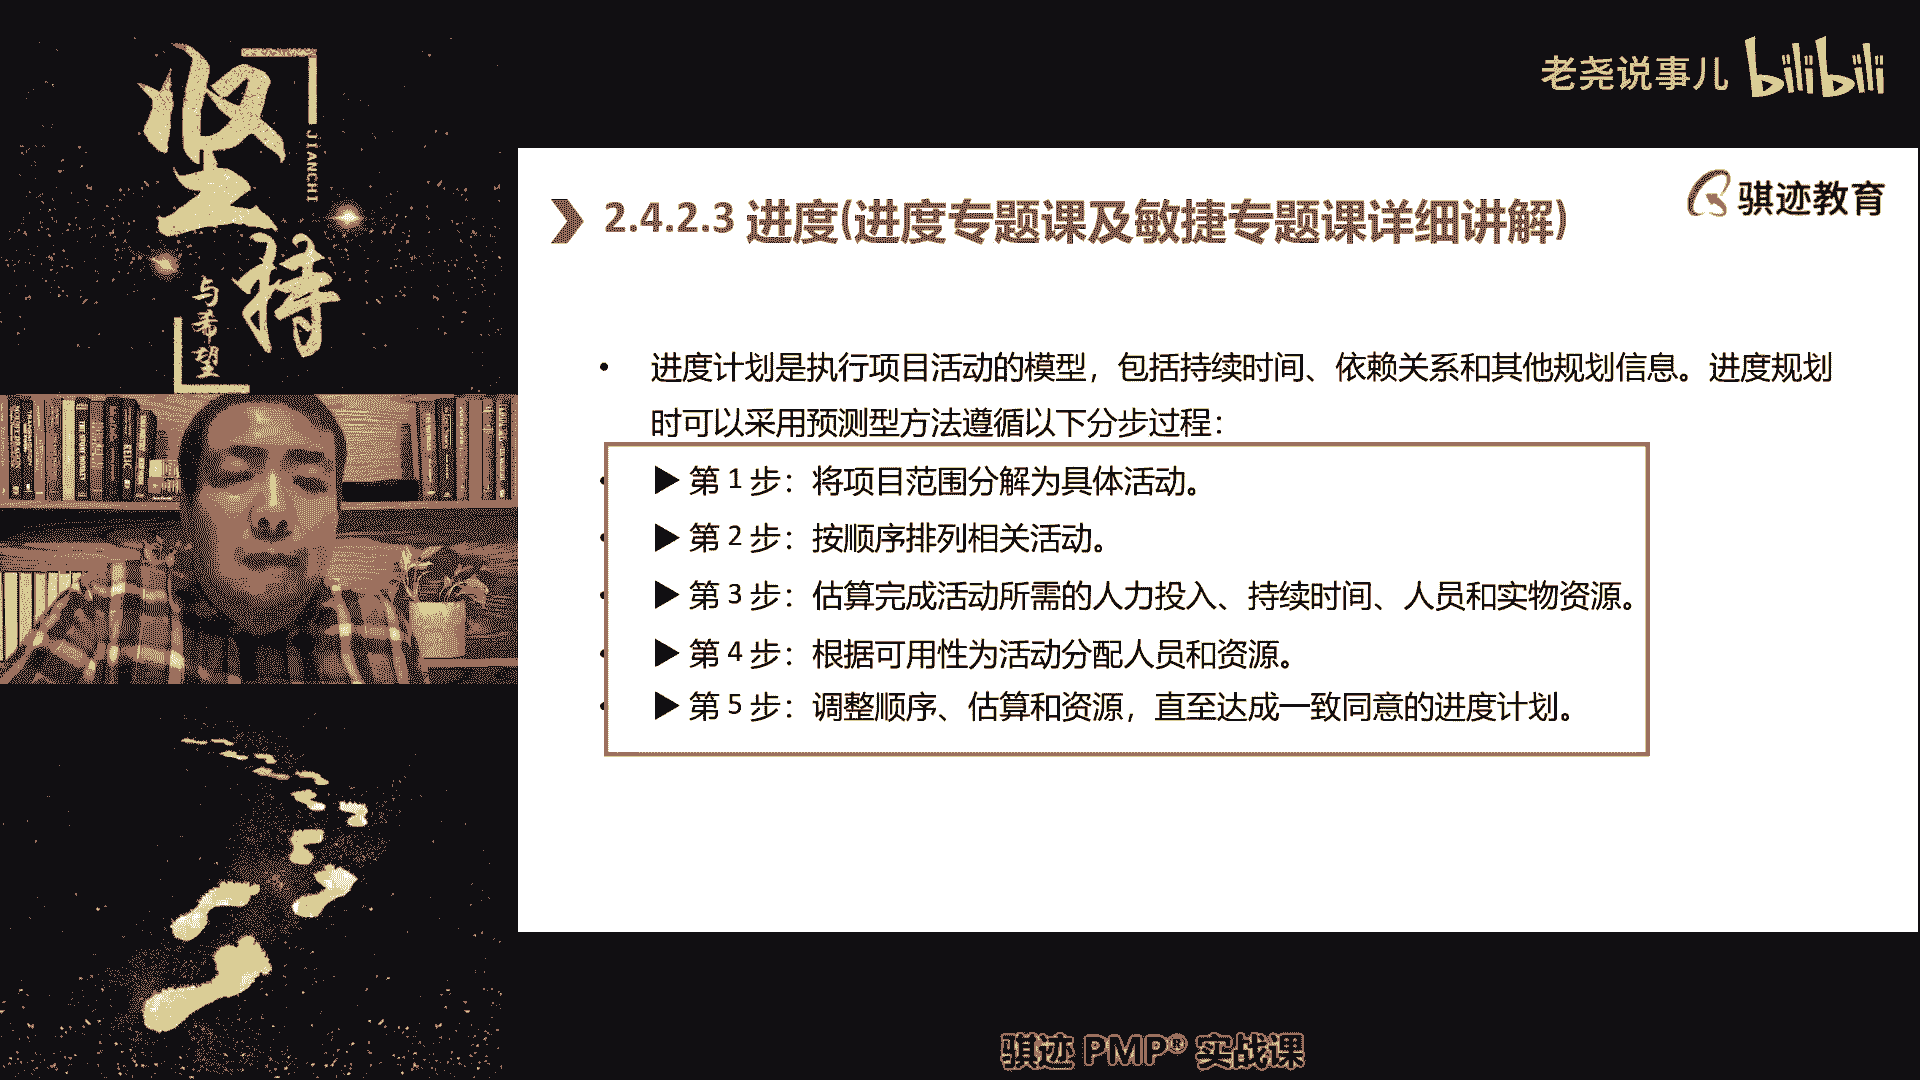 坚持
JIANCHI
与希望
老尧说事儿 bilibili
骐迹教育
2.4.2.3 进度(进度专题课及敏捷专题课详细讲解)
• 进度计划是执行项目活动的模型，包括持续时间、依赖关系和其他规划信息。进度规划
时可以采用预测型方法遵循以下分步过程：
▶ 第 1 步：将项目范围分解为具体活动。
▶ 第 2 步：按顺序排列相关活动。
▶ 第 3 步：估算完成活动所需的人力投入、持续时间、人员和实物资源。
▶ 第 4 步：根据可用性为活动分配人员和资源。
▶ 第 5 步：调整顺序、估算和资源，直至达成一致同意的进度计划。
骐迹 PMP® 实战课